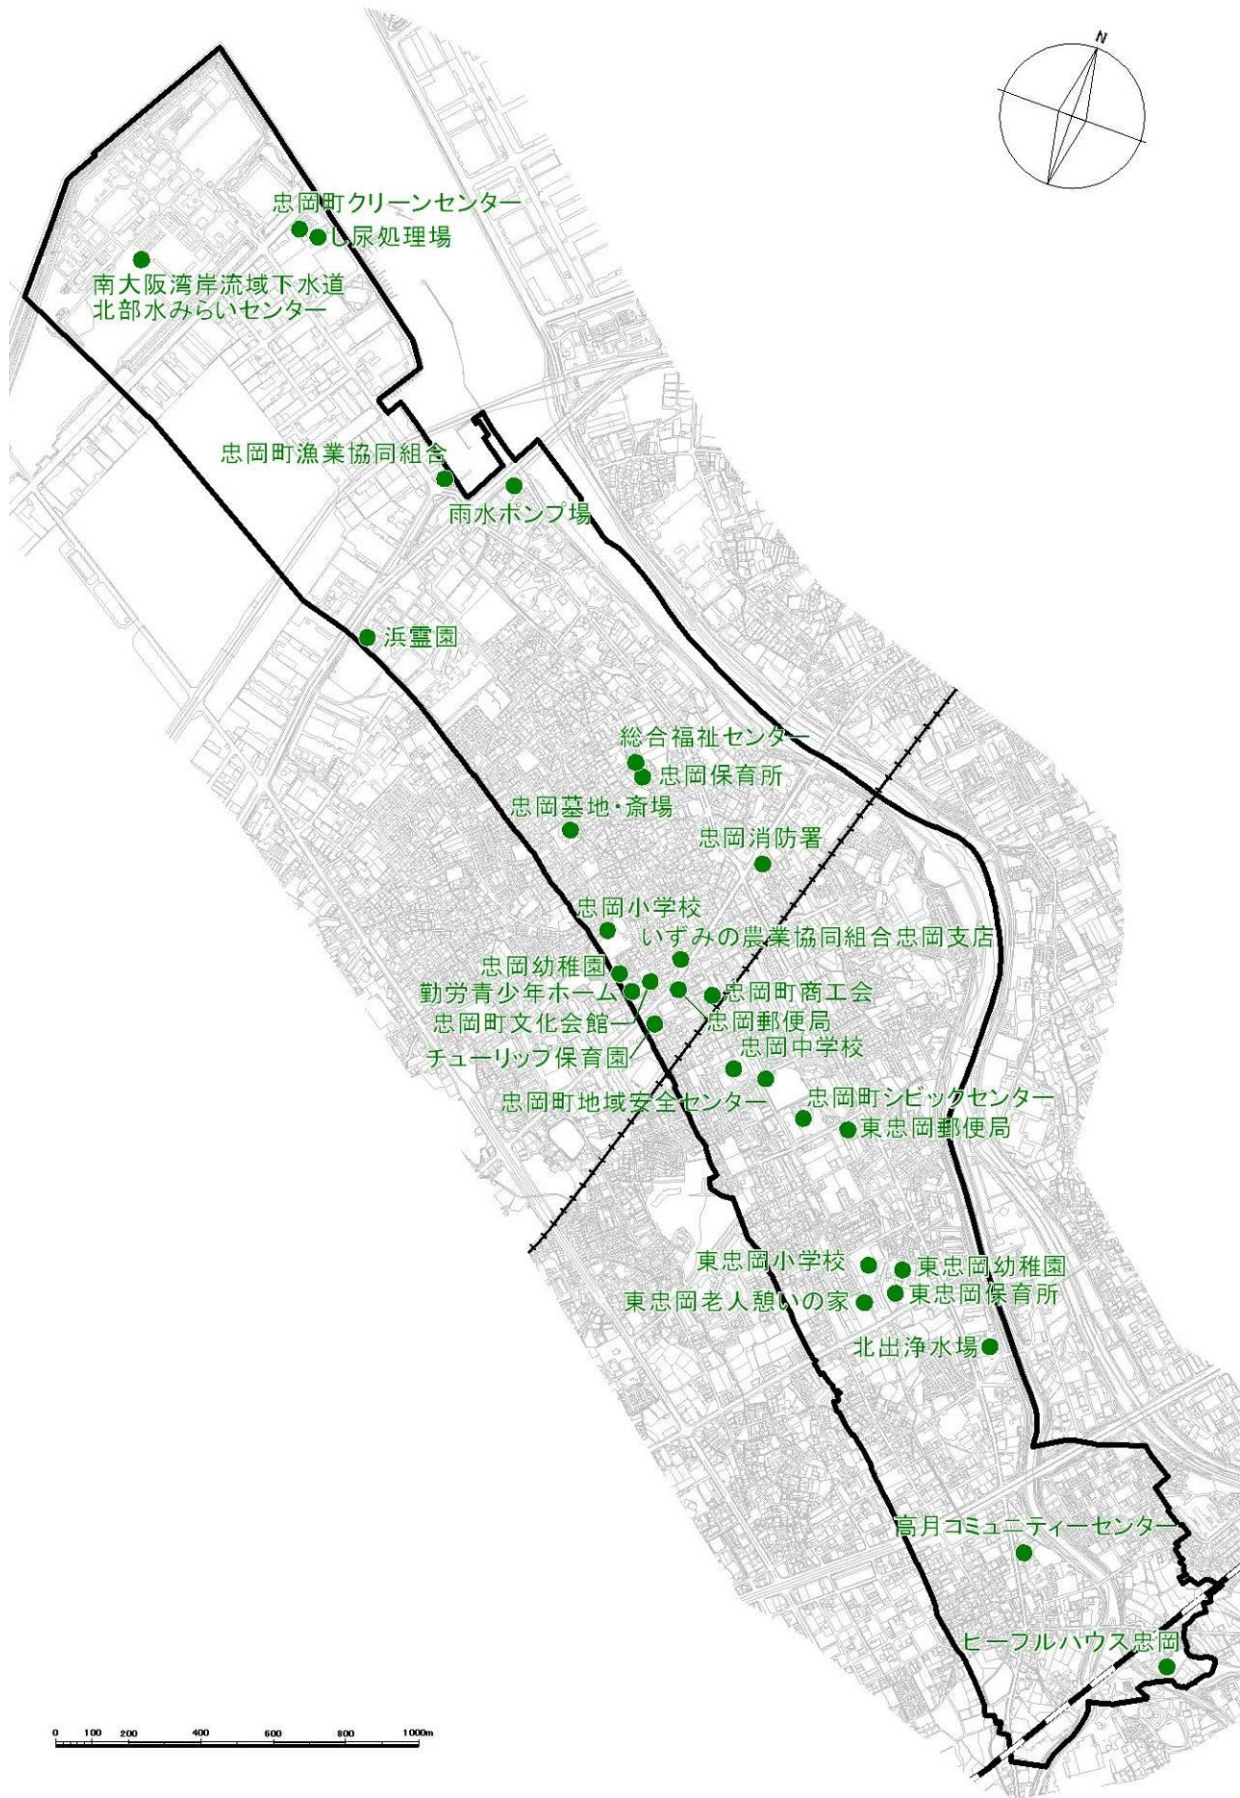 N
忠岡町クリーンセンター
し尿処理場
南大阪湾岸流域下水道
北部水みらいセンター
忠岡町漁業協同組合
雨水ポンプ場
浜霊園
総合福祉センター
忠岡保育所
忠岡墓地・斎場
忠岡消防署
忠岡小学校
いずみの農業協同組合忠岡支店
忠岡幼稚園
勤労青少年ホーム
忠岡町商工会
忠岡町文化会館
忠岡郵便局
チューリップ保育園
忠岡中学校
忠岡町地域安全センター
忠岡町シビックセンター
東忠岡郵便局
東忠岡小学校
東忠岡幼稚園
東忠岡保育所
東忠岡老人憩いの家
北出浄水場
高月コミュニティーセンター
ピープルハウス忠岡
0 100 200 400 600 800 1000m